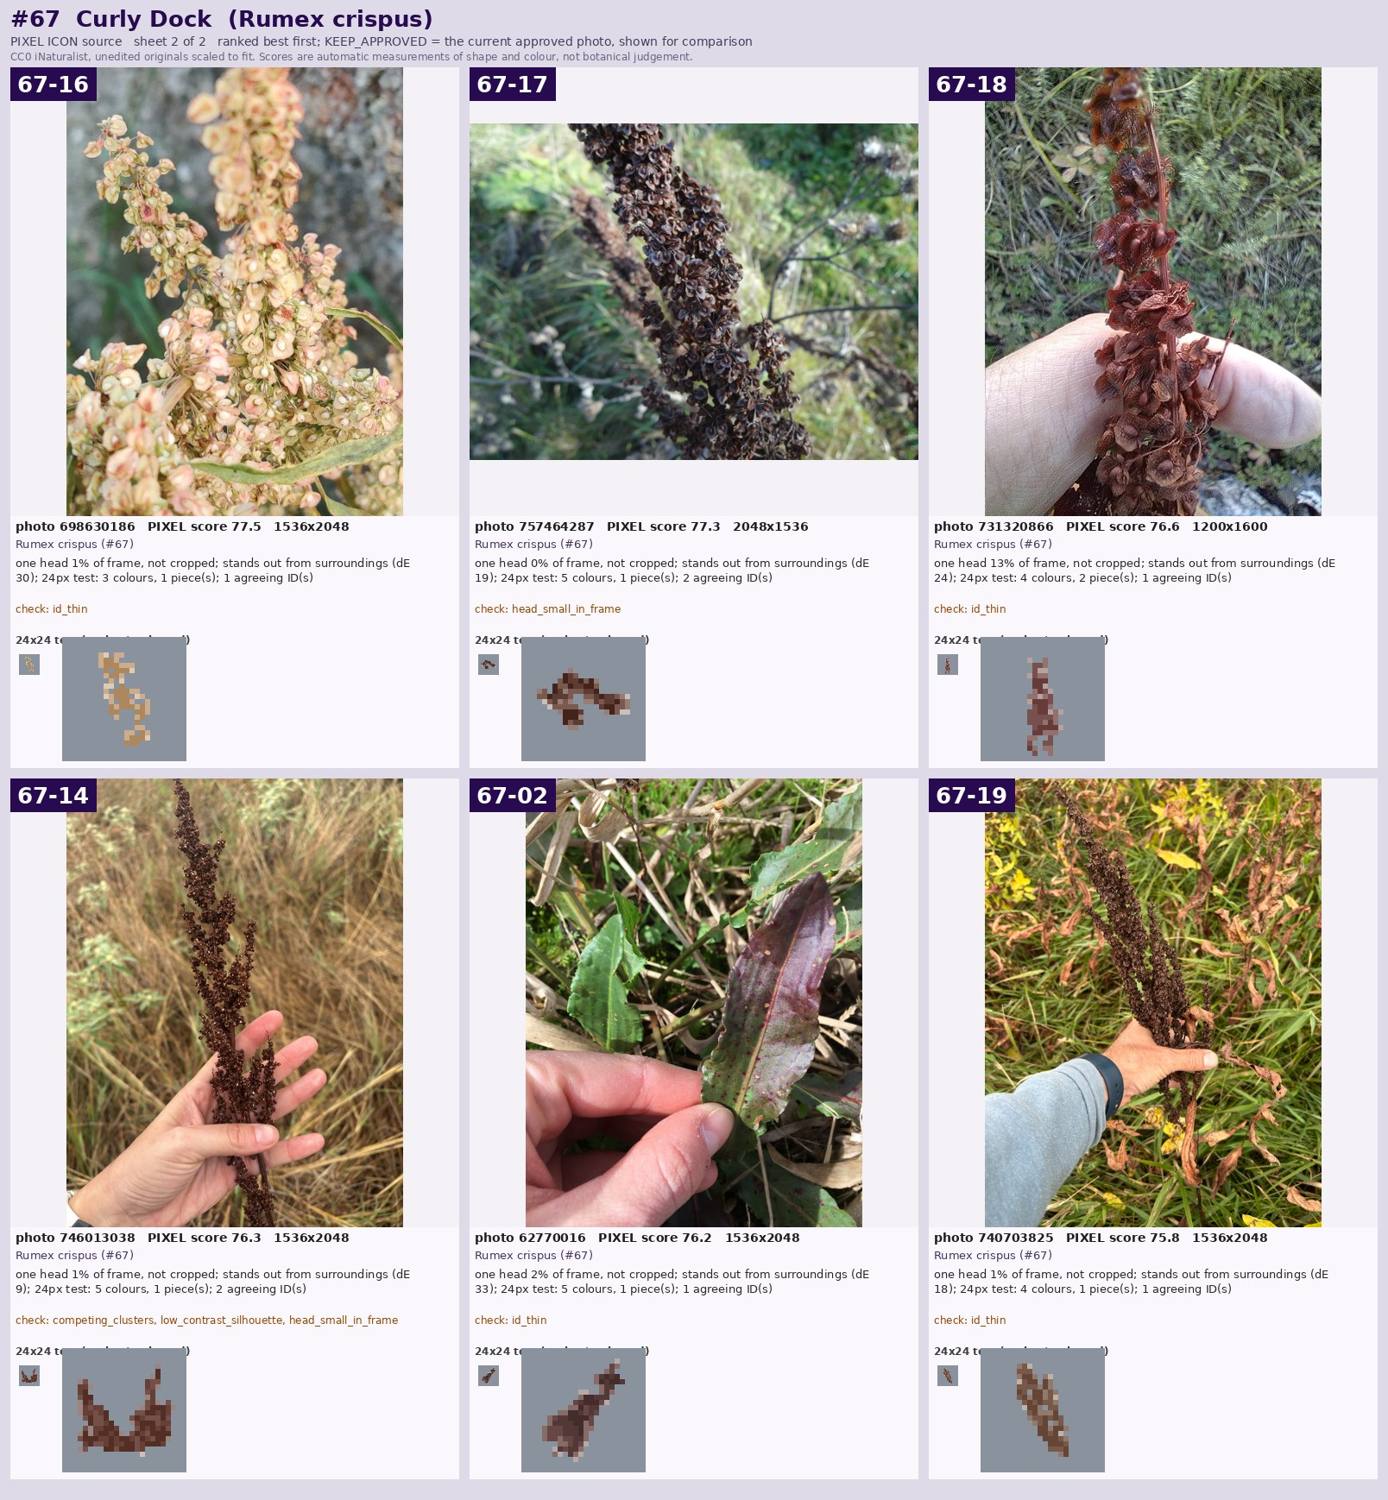 #67 Curly Dock (Rumex crispus)
PIXEL ICON source sheet 2 of 2 ranked best first; KEEP_APPROVED = the current approved photo, shown for comparison
CC0 iNaturalist, unedited originals scaled to fit. Scores are automatic measurements of shape and colour, not botanical judgement.
67-16
photo 698630186 PIXEL score 77.5 1536x2048
Rumex crispus (#67)
one head 1% of frame, not cropped; stands out from surroundings (dE
30); 24px test: 3 colours, 1 piece(s); 1 agreeing ID(s)
check: id_thin
24x24
67-17
photo 757464287 PIXEL score 77.3 2048x1536
Rumex crispus (#67)
one head 0% of frame, not cropped; stands out from surroundings (dE
19); 24px test: 5 colours, 1 piece(s); 2 agreeing ID(s)
check: head_small_in_frame
24x24
67-18
photo 731320866 PIXEL score 76.6 1200x1600
Rumex crispus (#67)
one head 13% of frame, not cropped; stands out from surroundings (dE
24); 24px test: 4 colours, 2 piece(s); 1 agreeing ID(s)
check: id_thin
24x24
67-14
photo 746013038 PIXEL score 76.3 1536x2048
Rumex crispus (#67)
one head 1% of frame, not cropped; stands out from surroundings (dE
9); 24px test: 5 colours, 1 piece(s); 2 agreeing ID(s)
check: competing_clusters, low_contrast_silhouette, head_small_in_frame
24x24
67-02
photo 62770016 PIXEL score 76.2 1536x2048
Rumex crispus (#67)
one head 2% of frame, not cropped; stands out from surroundings (dE
33); 24px test: 5 colours, 1 piece(s); 1 agreeing ID(s)
check: id_thin
24x24
67-19
photo 740703825 PIXEL score 75.8 1536x2048
Rumex crispus (#67)
one head 1% of frame, not cropped; stands out from surroundings (dE
18); 24px test: 4 colours, 1 piece(s); 1 agreeing ID(s)
check: id_thin
24x24